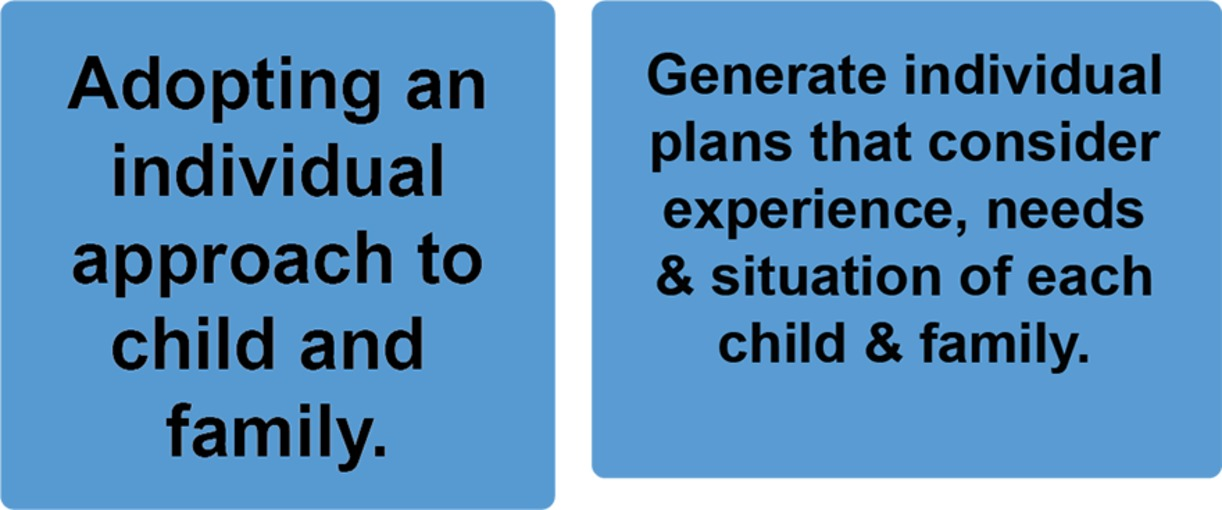 Adopting an
individual
approach to
child and
family.
Generate individual
plans that consider
experience, needs
& situation of each
child & family.